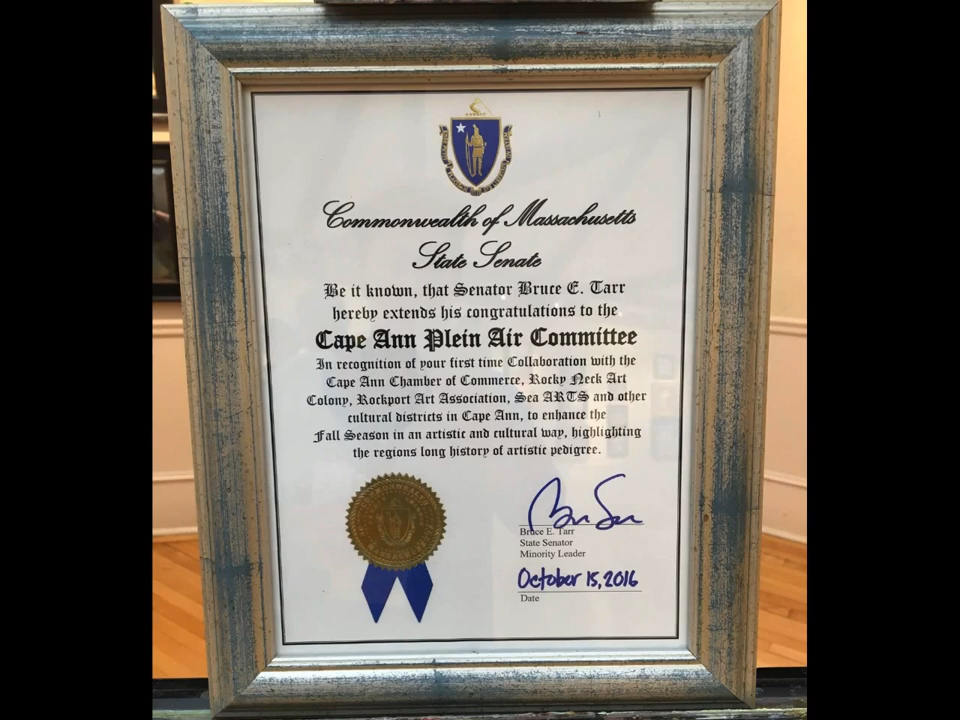 Commonwealth of Massachusetts
State Senate
Be it known, that Senator Bruce E. Tarr
hereby extends his congratulations to the
Cape Ann Plein Air Committee
In recognition of your first time Collaboration with the
Cape Ann Chamber of Commerce, Rocky Neck Art
Colony, Rockport Art Association, Sea ARTS and other
cultural districts in Cape Ann, to enhance the
Fall Season in an artistic and cultural way, highlighting
the regions long history of artistic pedigree.
Bruce E. Tarr
State Senator
Minority Leader
October 15, 2016
Date